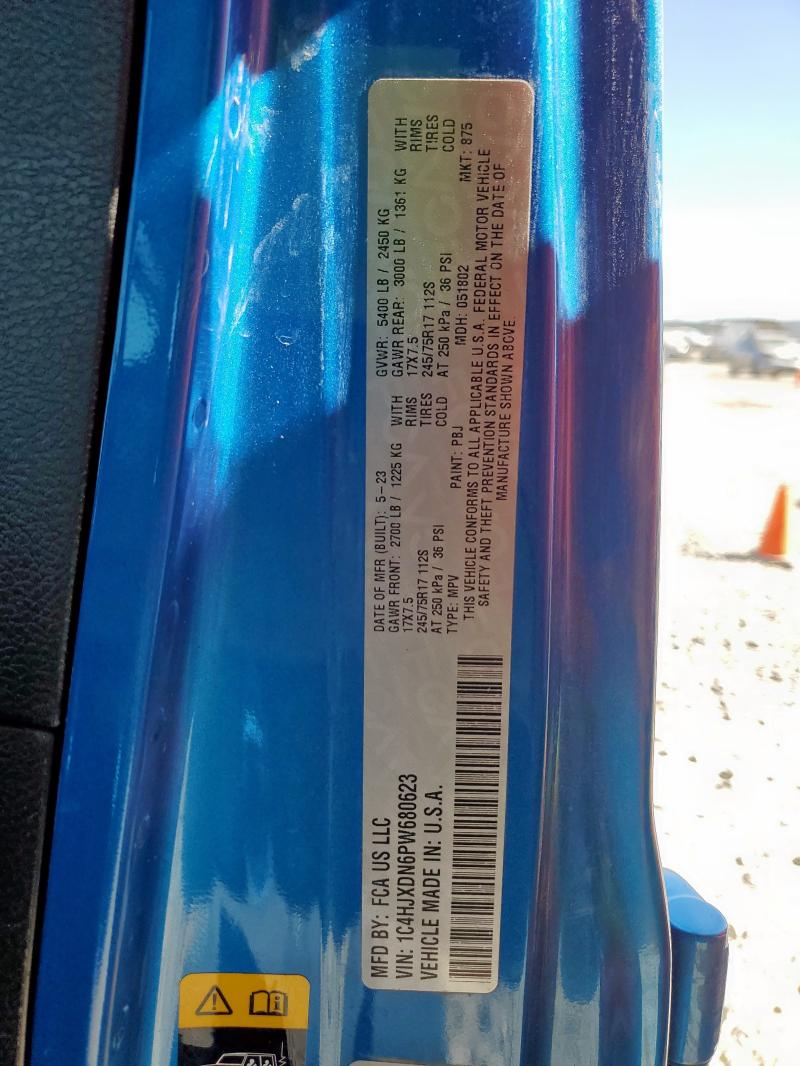 MFD BY: FCA US LLC
VIN: 1C4HJXDN6PW680623
VEHICLE MADE IN: U.S.A.
DATE OF MFR (BUILT): 5-23 GVWR: 5400 LB / 2450 KG
GAWR FRONT: 2700 LB / 1225 KG WITH GAWR REAR: 3000 LB / 1361 KG WITH
17X7.5 RIMS 17X7.5 RIMS
245/75R17 112S TIRES 245/75R17 112S TIRES
AT 250 kPa / 36 PSI COLD AT 250 kPa / 36 PSI COLD
TYPE: MPV PAINT: PBJ MDH: 051802 MKT: 875
THIS VEHICLE CONFORMS TO ALL APPLICABLE U.S.A. FEDERAL MOTOR VEHICLE
SAFETY AND THEFT PREVENTION STANDARDS IN EFFECT ON THE DATE OF
MANUFACTURE SHOWN ABOVE.